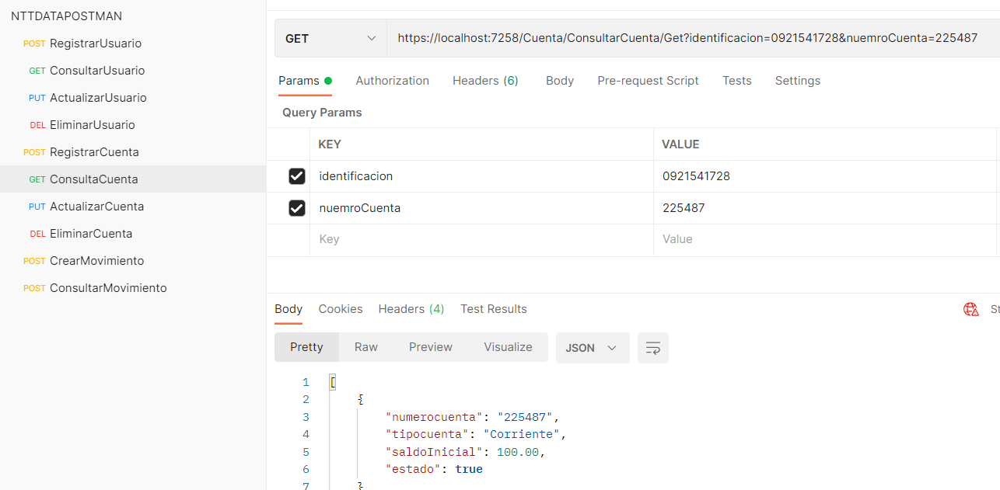 NTTDATAPOSTMAN
POST RegistrarUsuario
GET ConsultarUsuario
PUT ActualizarUsuario
DEL EliminarUsuario
POST RegistrarCuenta
GET ConsultaCuenta
PUT ActualizarCuenta
DEL EliminarCuenta
POST CrearMovimiento
POST ConsultarMovimiento
GET https://localhost:7258/Cuenta/ConsultarCuenta/Get?identificacion=0921541728&nuemroCuenta=225487
Params Authorization Headers (6) Body Pre-request Script Tests Settings
Query Params
KEY VALUE
identificacion 0921541728
nuemroCuenta 225487
Key Value
Body Cookies Headers (4) Test Results St
Pretty Raw Preview Visualize JSON
1 [
2 {
3 "numerocuenta": "225487",
4 "tipocuenta": "Corriente",
5 "saldoInicial": 100.00,
6 "estado": true
7 }